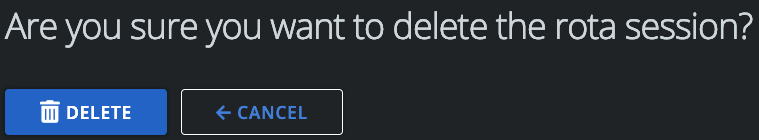 Are you sure you want to delete the rota session?
DELETE
CANCEL